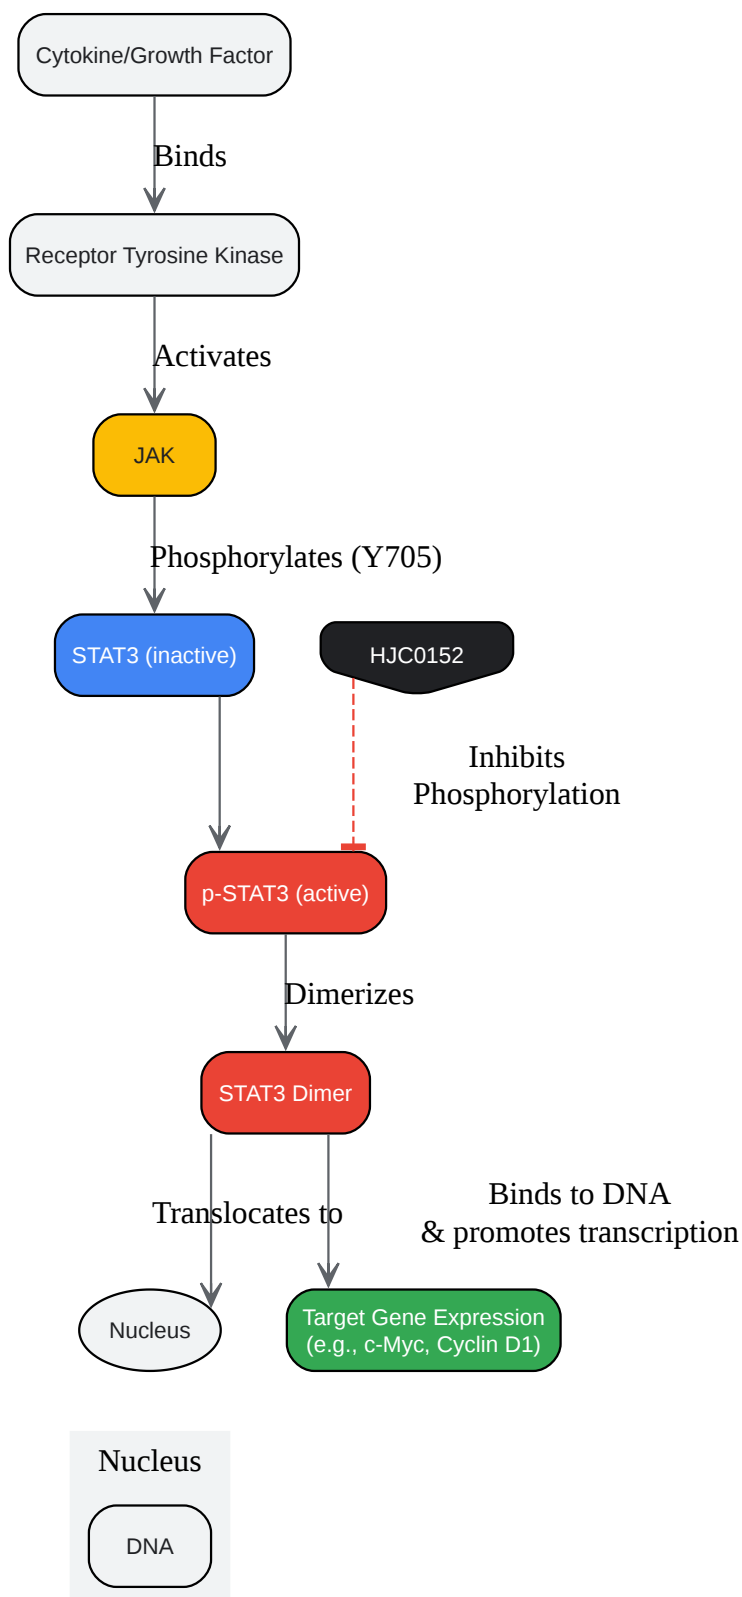 Cytokine/Growth Factor
Binds
Receptor Tyrosine Kinase
Activates
JAK
Phosphorylates (Y705)
STAT3 (inactive)
HJC0152
Inhibits
Phosphorylation
p-STAT3 (active)
Dimerizes
STAT3 Dimer
Translocates to
Binds to DNA
& promotes transcription
Nucleus
Target Gene Expression
(e.g., c-Myc, Cyclin D1)
Nucleus
DNA